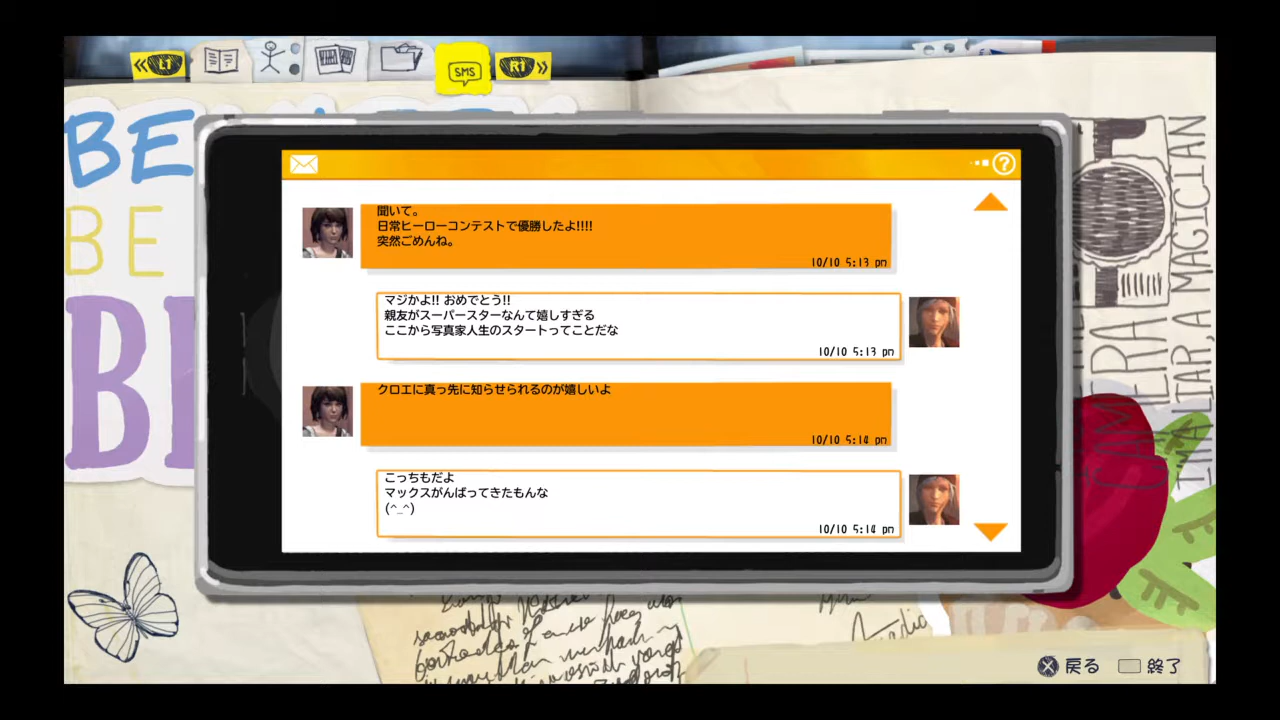 L1
SMS
R1
BE
BE
聞いて。
日常ヒーローコンテストで優勝したよ!!!!
突然ごめんね。
10/10 5:13 pm
マジかよ!! おめでとう!!
親友がスーパースターなんて嬉しすぎる
ここから写真家人生のスタートってことだな
10/10 5:13 pm
クロエに真っ先に知らせられるのが嬉しいよ
10/10 5:14 pm
こっちもだよ
マックスがんばってきたもんな
(^_^)
10/10 5:14 pm
A MAGICIAN
戻る
終了